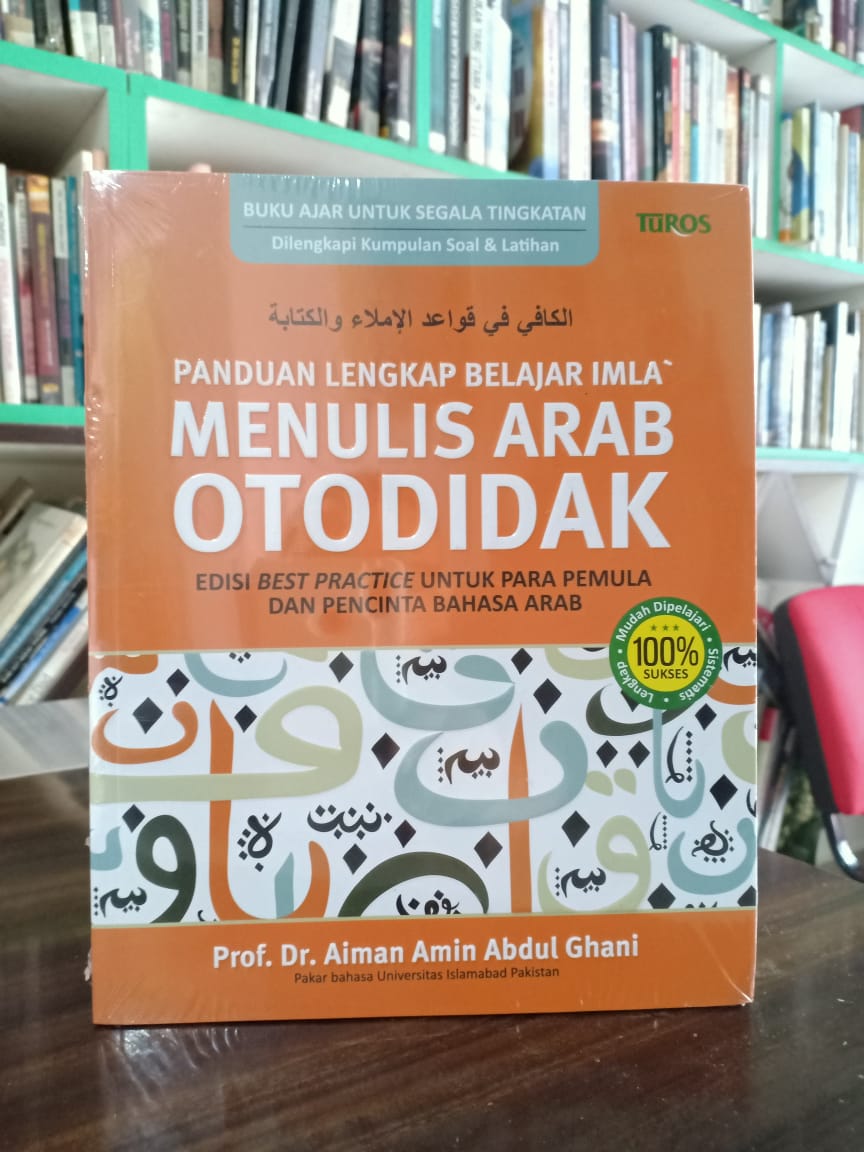 BUKU AJAR UNTUK SEGALA TINGKATAN
Dilengkapi Kumpulan Soal & Latihan
TUROS
الكافي في قواعد الإملاء والكتابة
PANDUAN LENGKAP BELAJAR IMLA`
MENULIS ARAB
OTODIDAK
EDISI BEST PRACTICE UNTUK PARA PEMULA
DAN PENCINTA BAHASA ARAB
Mudah Dipelajari
100%
SUKSES
Lengkap • Sistematis
Prof. Dr. Aiman Amin Abdul Ghani
Pakar bahasa Universitas Islamabad Pakistan